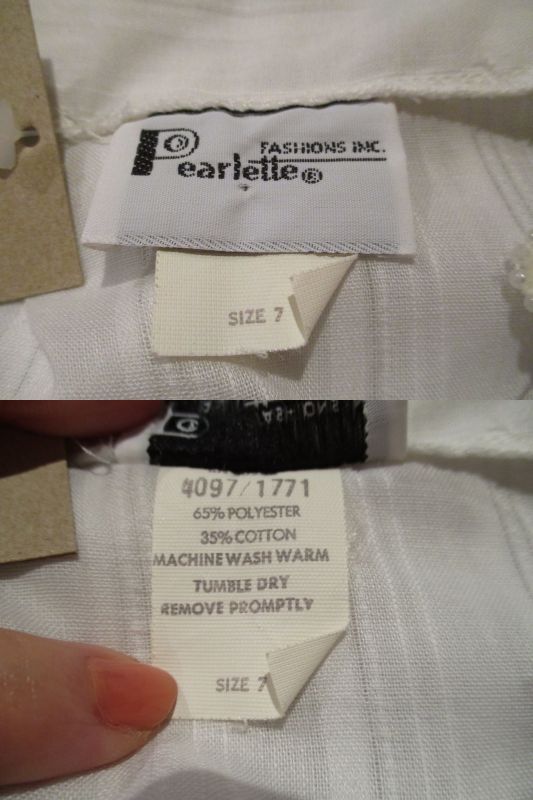 FASHIONS INC.
Pearlette®
SIZE 7
4097/1771
65% POLYESTER
35% COTTON
MACHINE WASH WARM
TUMBLE DRY
REMOVE PROMPTLY
SIZE 7